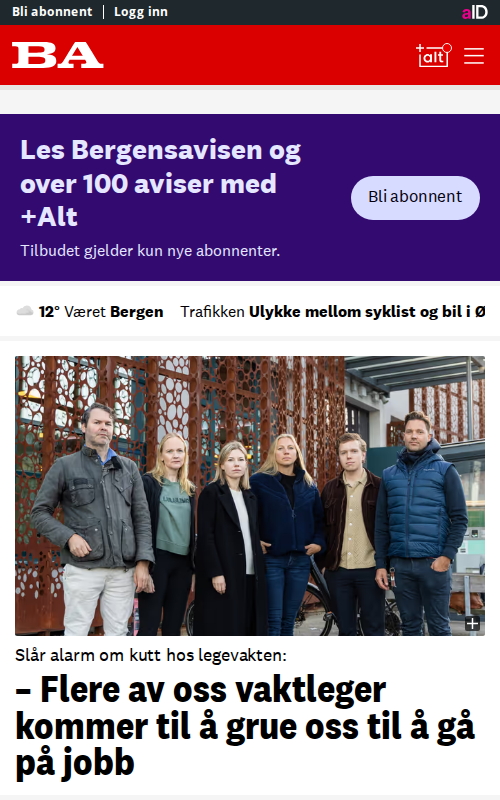 Bli abonnent | Logg inn
aID
BA
+alt
Les Bergensavisen og
over 100 aviser med
+Alt
Bli abonnent
Tilbudet gjelder kun nye abonnenter.
12° Været Bergen Trafikken Ulykke mellom syklist og bil i Ø
Slår alarm om kutt hos legevakten:
– Flere av oss vaktleger
kommer til å grue oss til å gå
på jobb